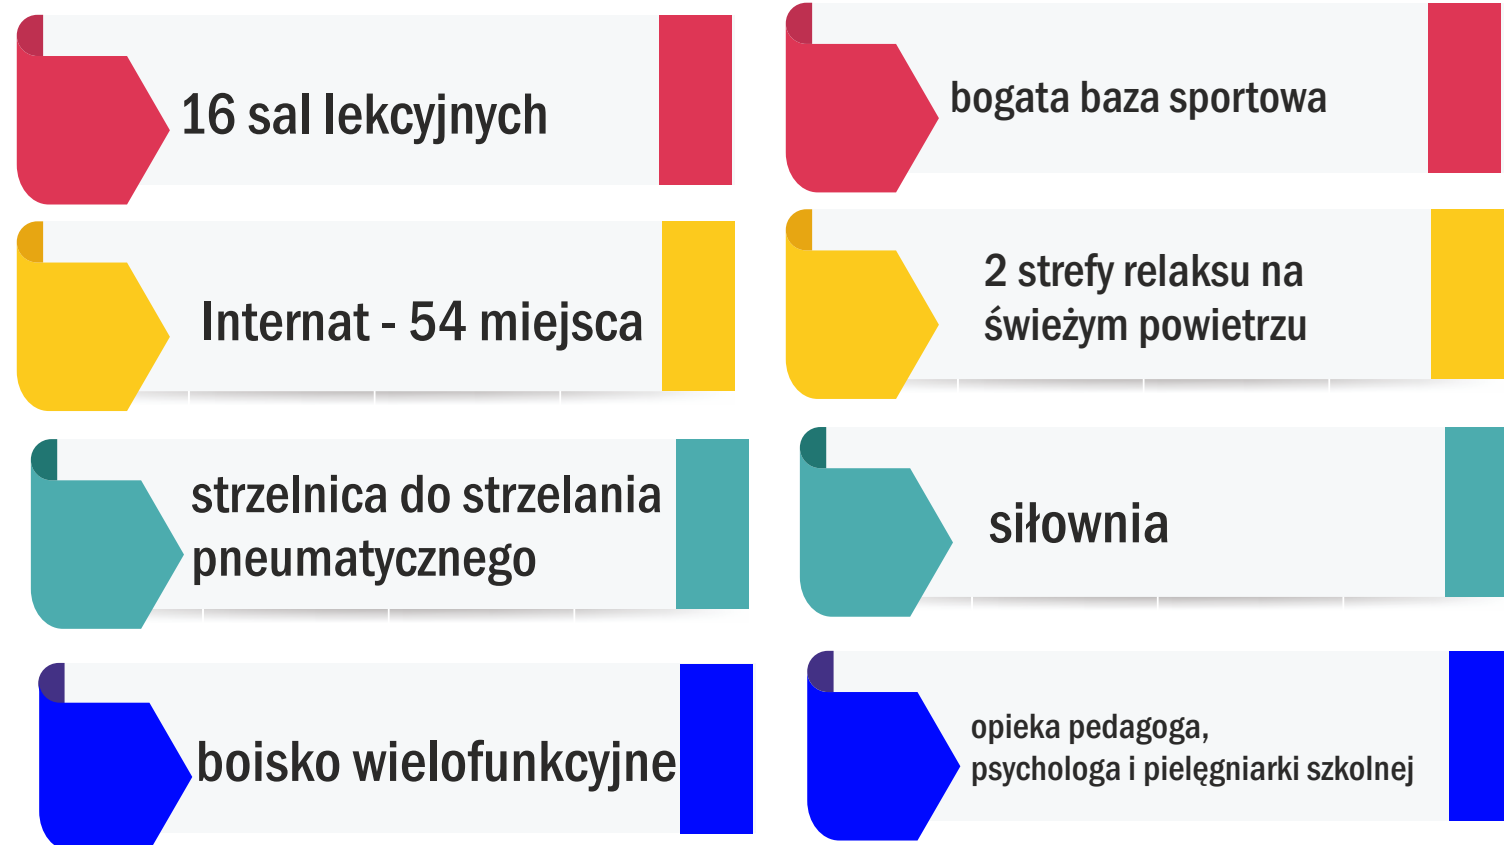 16 sal lekcyjnych
Internat - 54 miejsca
strzelnica do strzelania
pneumatycznego
boisko wielofunkcyjne
bogata baza sportowa
2 strefy relaksu na
świeżym powietrzu
siłownia
opieka pedagoga,
psychologa i pielęgniarki szkolnej